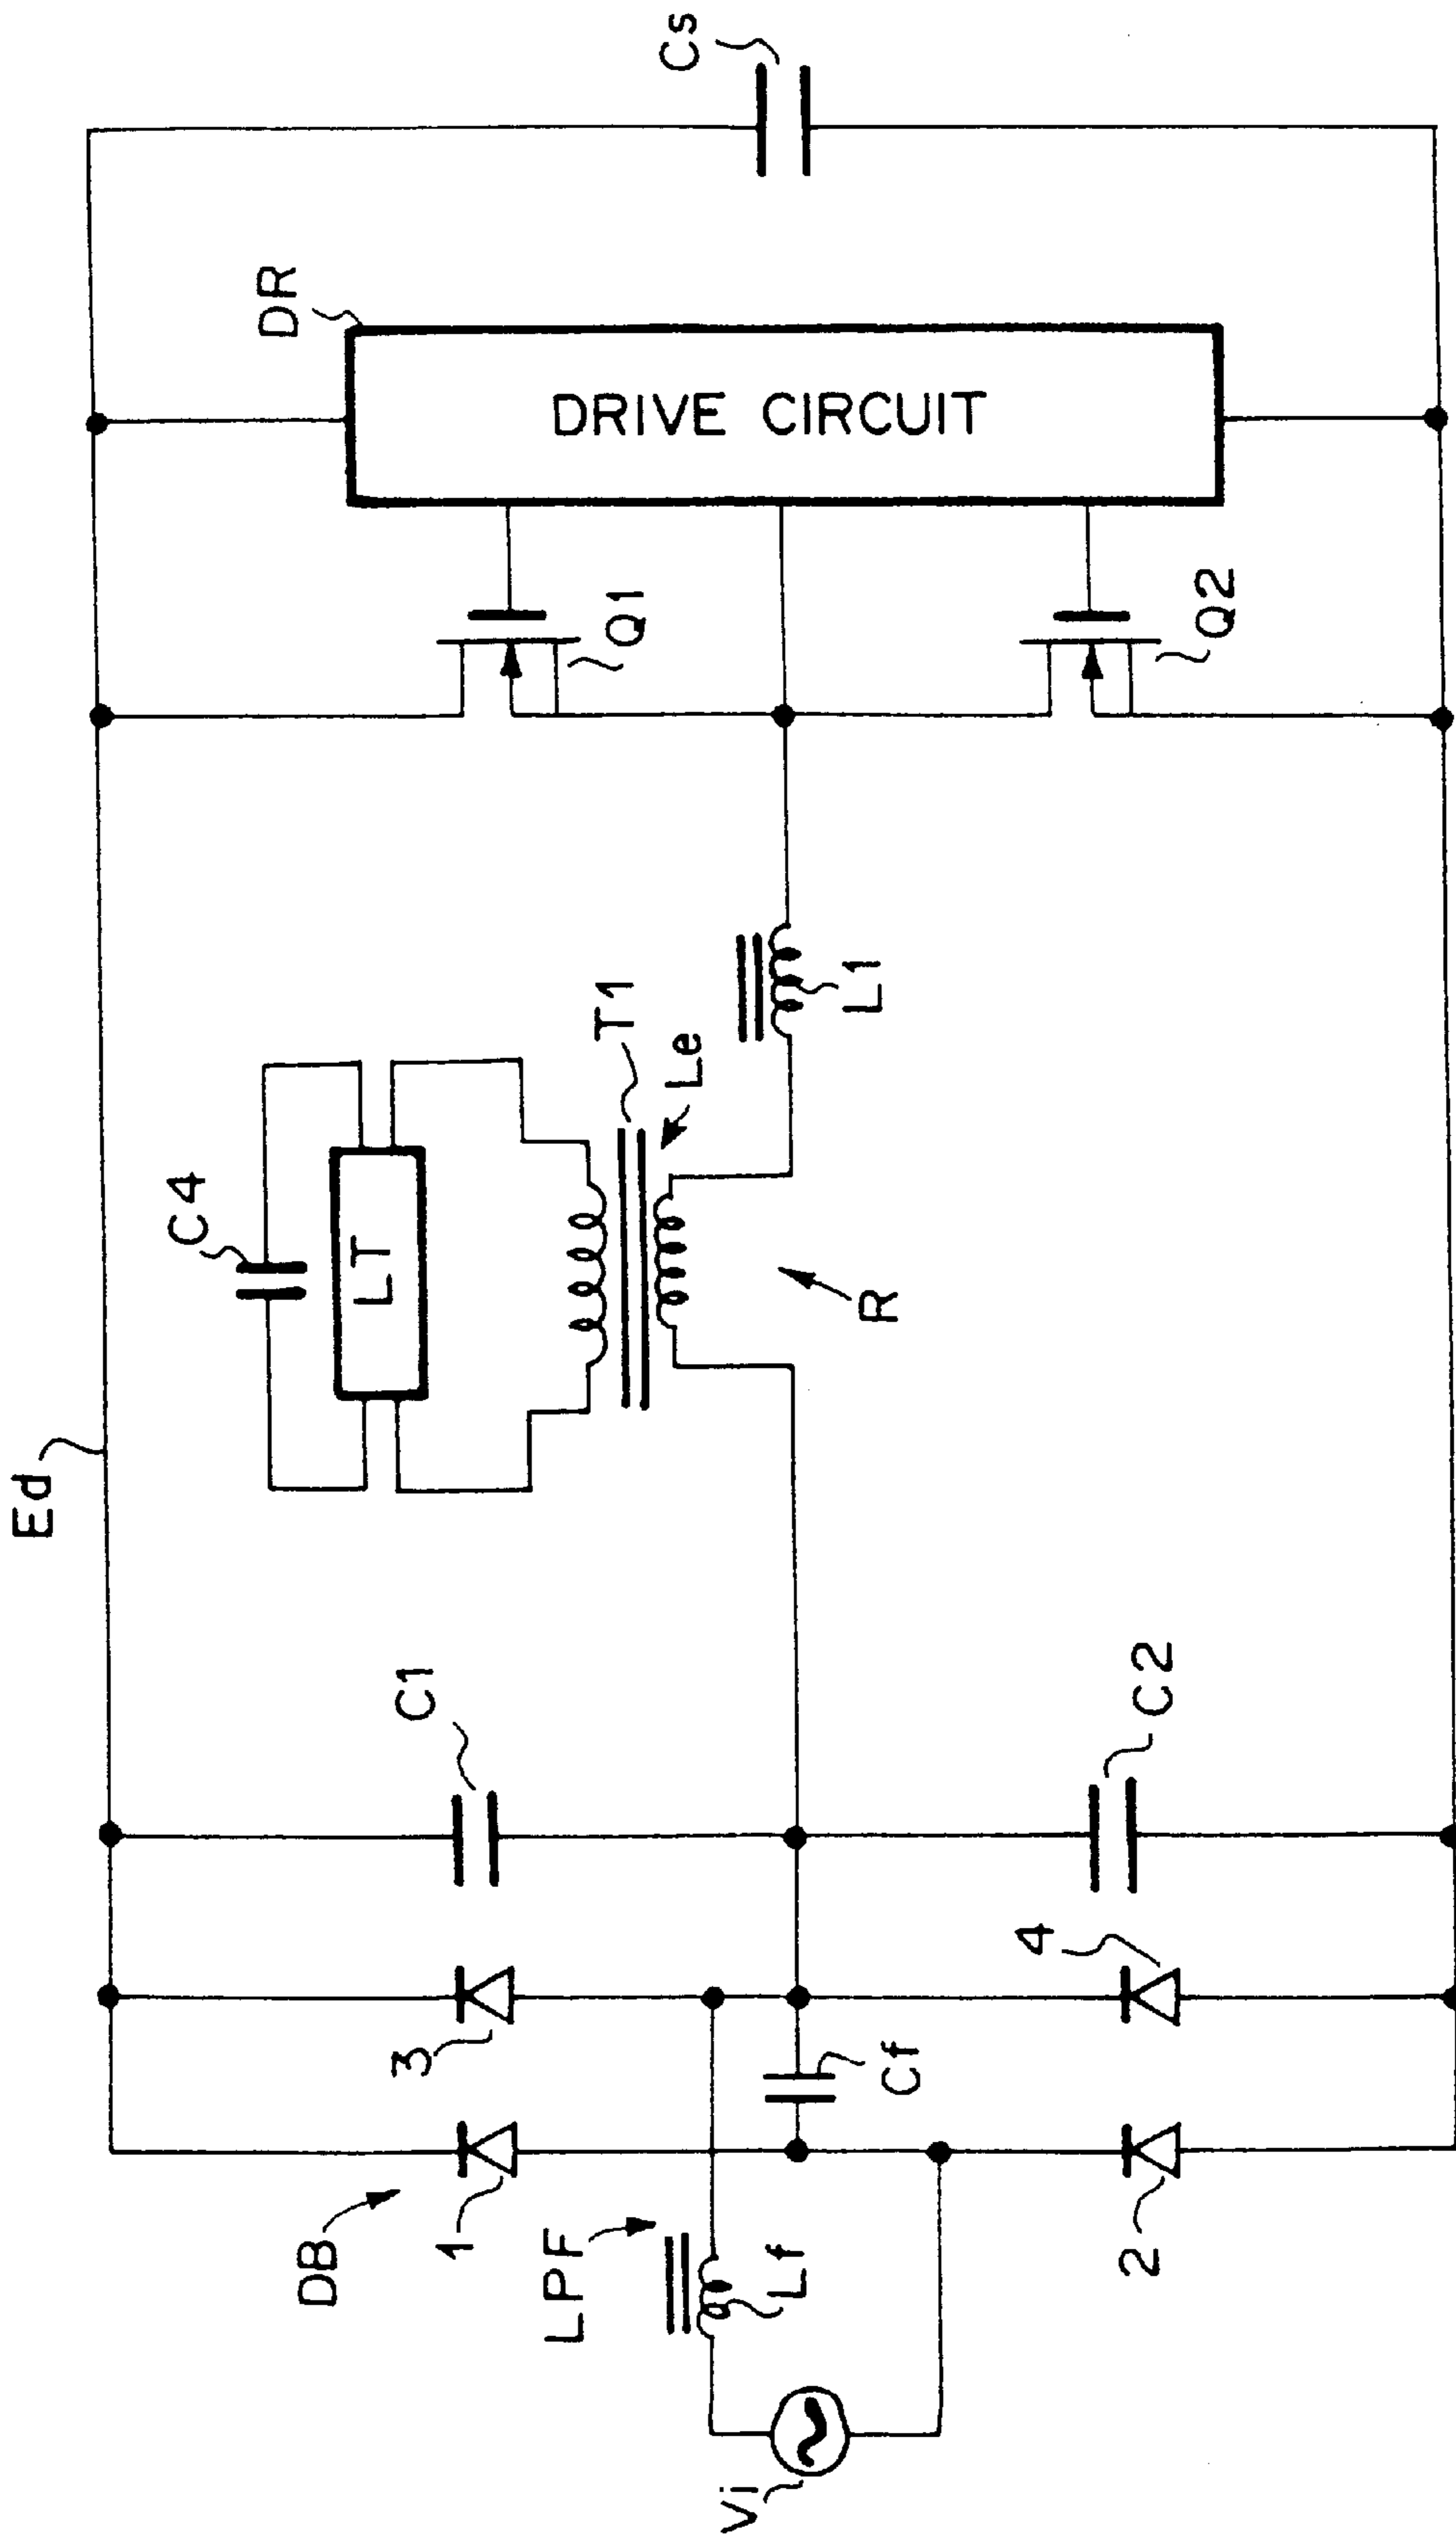 Ed
Cs
DR
DRIVE CIRCUIT
Q1
Q2
C4
LT
T1
Le
L1
R
C1
C2
3
4
Cf
DB
1
2
LPF
Lf
Vi